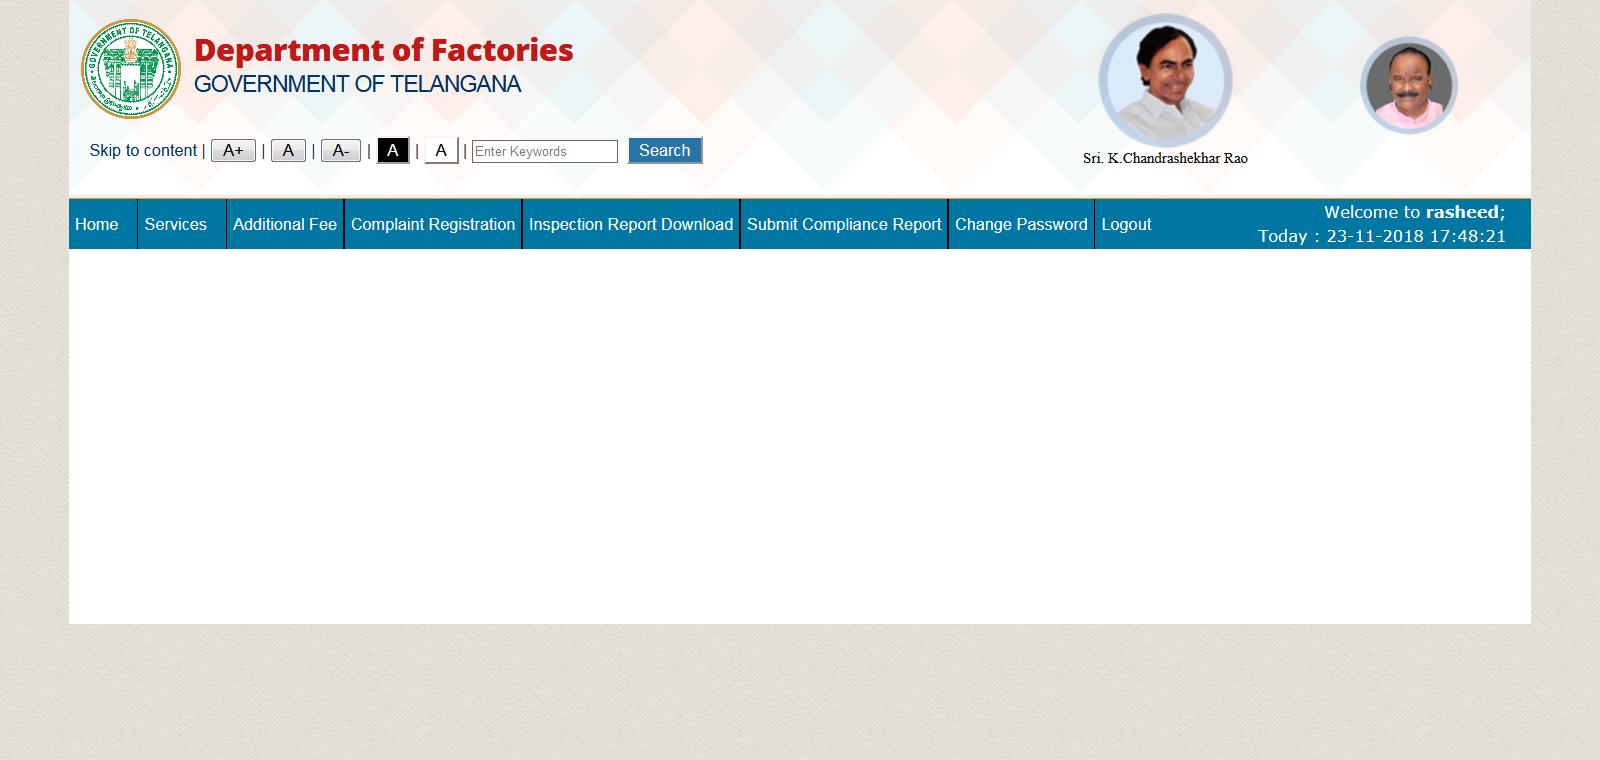 GOVERNMENT OF TELANGANA
Department of Factories
GOVERNMENT OF TELANGANA
Skip to content | A+ | A | A- | A | A | Enter Keywords Search
Sri. K.Chandrashekhar Rao
Home Services Additional Fee Complaint Registration Inspection Report Download Submit Compliance Report Change Password Logout
Welcome to rasheed;
Today : 23-11-2018 17:48:21